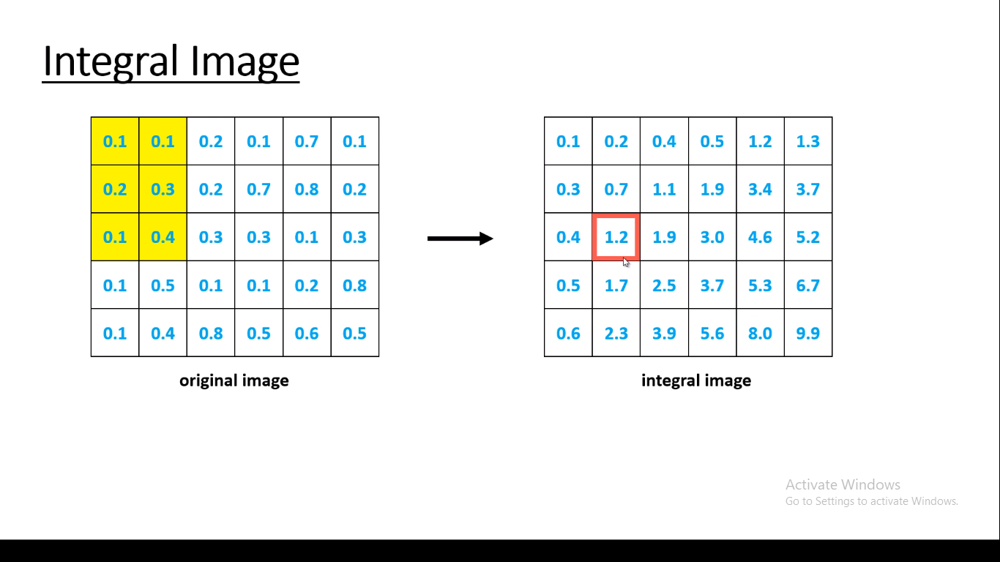 Integral Image
0.1 0.1 0.2 0.1 0.7 0.1
0.2 0.3 0.2 0.7 0.8 0.2
0.1 0.4 0.3 0.3 0.1 0.3
0.1 0.5 0.1 0.1 0.2 0.8
0.1 0.4 0.8 0.5 0.6 0.5
original image
0.1 0.2 0.4 0.5 1.2 1.3
0.3 0.7 1.1 1.9 3.4 3.7
0.4 1.2 1.9 3.0 4.6 5.2
0.5 1.7 2.5 3.7 5.3 6.7
0.6 2.3 3.9 5.6 8.0 9.9
integral image
Activate Windows
Go to Settings to activate Windows.